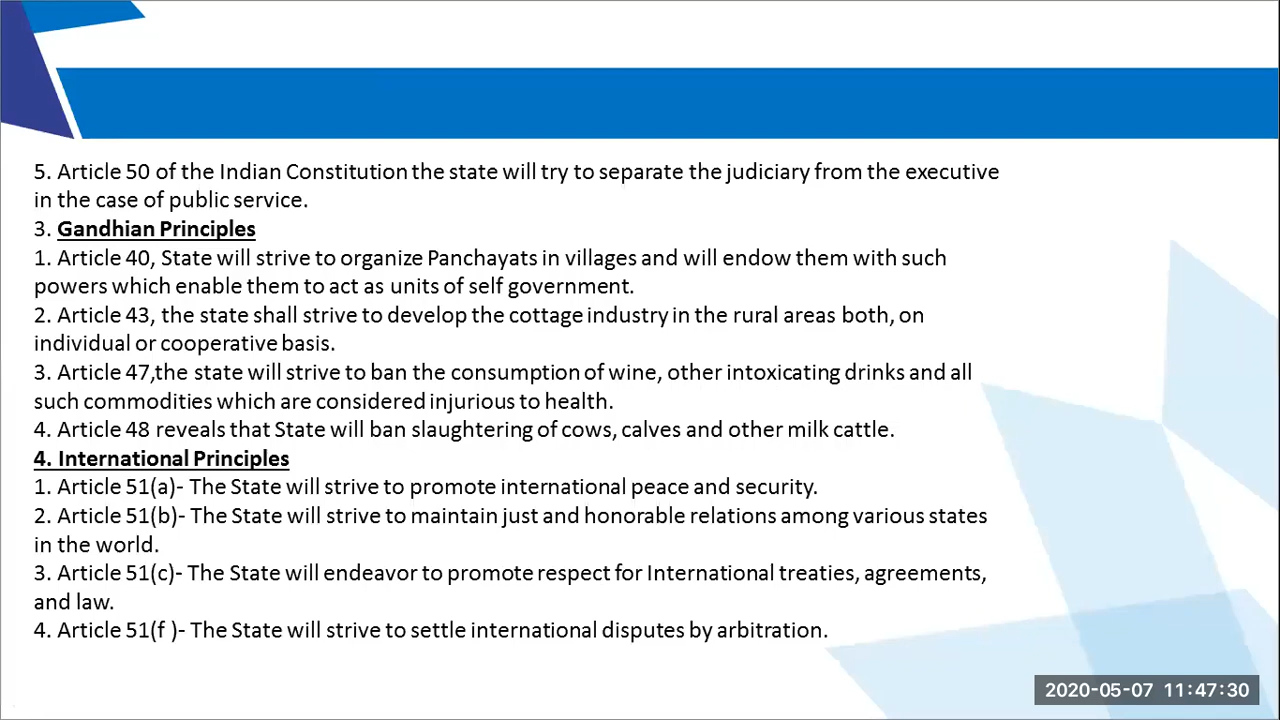 5. Article 50 of the Indian Constitution the state will try to separate the judiciary from the executive
in the case of public service.
3. Gandhian Principles
1. Article 40, State will strive to organize Panchayats in villages and will endow them with such
powers which enable them to act as units of self government.
2. Article 43, the state shall strive to develop the cottage industry in the rural areas both, on
individual or cooperative basis.
3. Article 47,the state will strive to ban the consumption of wine, other intoxicating drinks and all
such commodities which are considered injurious to health.
4. Article 48 reveals that State will ban slaughtering of cows, calves and other milk cattle.
4. International Principles
1. Article 51(a)- The State will strive to promote international peace and security.
2. Article 51(b)- The State will strive to maintain just and honorable relations among various states
in the world.
3. Article 51(c)- The State will endeavor to promote respect for International treaties, agreements,
and law.
4. Article 51(f )- The State will strive to settle international disputes by arbitration.
2020-05-07 11:47:30